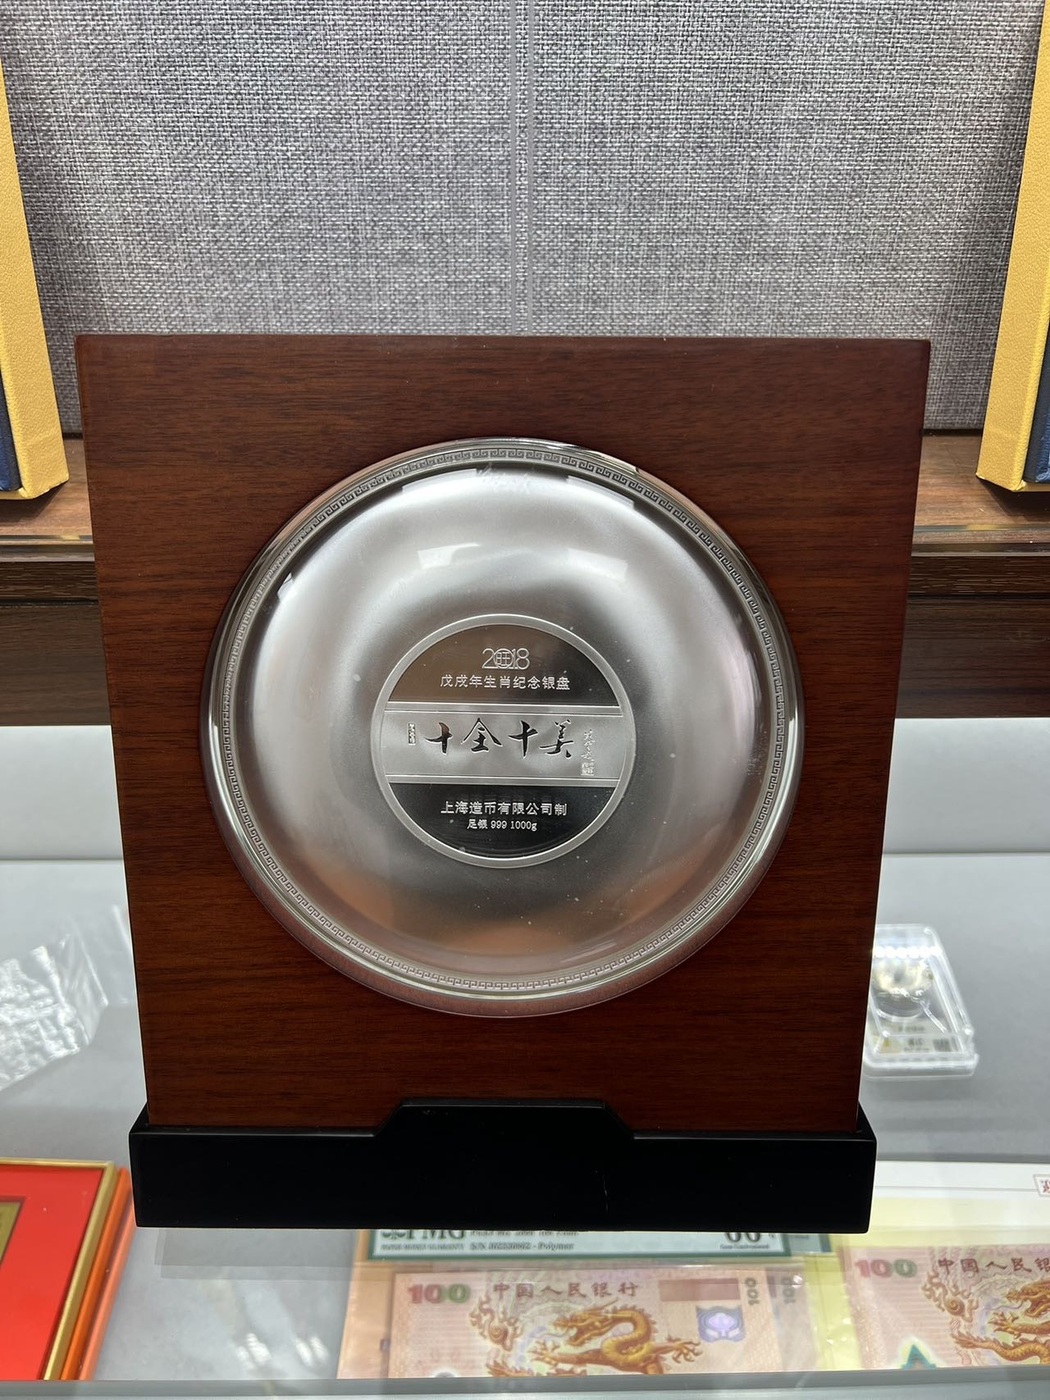 2018
戊戌年生肖纪念银盘
十全十美
上海造币有限公司制
足银 999 1000g
PMG
100 中国人民银行 100
100 中国人民银